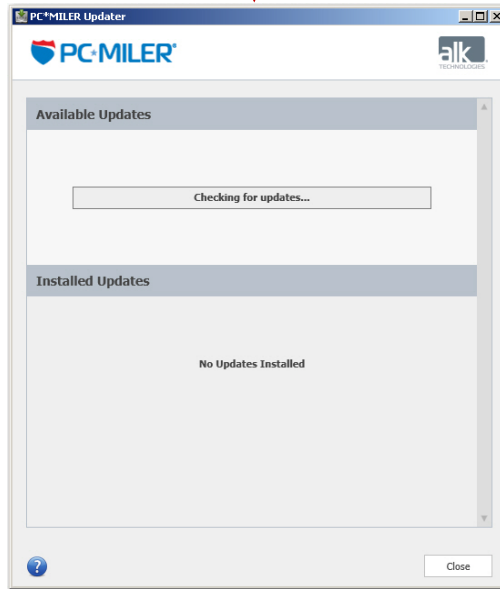 PC*MILER Updater
PC*MILER®
alk
TECHNOLOGIES
Available Updates
Checking for updates...
Installed Updates
No Updates Installed
?
Close